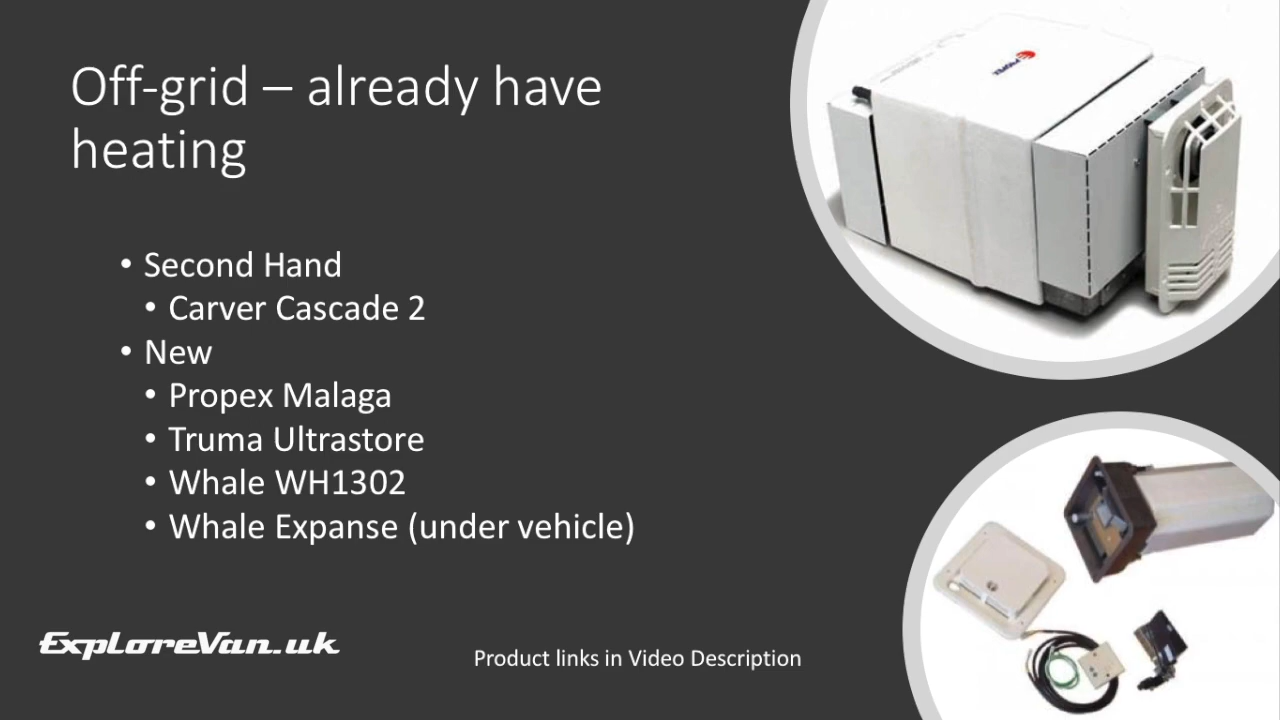 Off-grid – already have
heating
• Second Hand
• Carver Cascade 2
• New
• Propex Malaga
• Truma Ultrastore
• Whale WH1302
• Whale Expanse (under vehicle)
ExploreVan.uk
Product links in Video Description